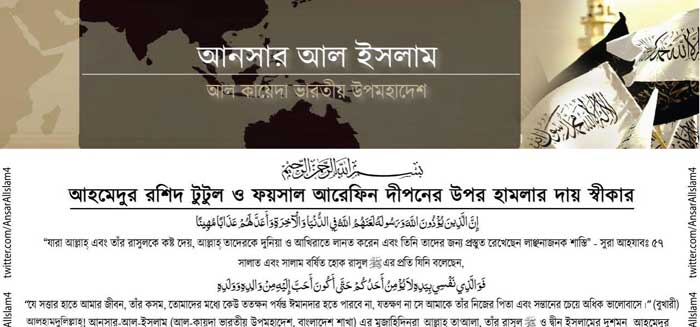 আনসার আল ইসলাম
আল কায়েদা ভারতীয় উপমহাদেশ
بسم الله الرحمن الرحيم
আহমেদুর রশিদ টুটুল ও ফয়সাল আরেফিন দীপনের উপর হামলার দায় স্বীকার
إِنَّ الَّذِينَ يُؤْذُونَ اللَّهَ وَرَسُولَهُ لَعَنَهُمُ اللَّهُ فِي الدُّنْيَا وَالْآخِرَةِ وَأَعَدَّ لَهُمْ عَذَابًا مُّهِينًا
“যারা আল্লাহ্‌ এবং তাঁর রাসুলকে কষ্ট দেয়, আল্লাহ্‌ তাদেরকে দুনিয়া ও আখিরাতে লানত করেন এবং তিনি তাদের জন্য প্রস্তুত রেখেছেন লাঞ্ছনাজনক শাস্তি” - সুরা আহযাবঃ ৫৭
সালাত এবং সালাম বর্ষিত হোক রাসুল ﷺ এর প্রতি যিনি বলেছেন,
فَوَالَّذِي نَفْسِي بِيَدِهِ لَا يُؤْمِنُ أَحَدُكُمْ حَتَّى أَكُونَ أَحَبَّ إِلَيْهِ مِنْ وَالِدِهِ وَوَلَدِهِ
“যে সত্তার হাতে আমার জীবন, তাঁর কসম, তোমাদের মধ্যে কেউ ততক্ষন পর্যন্ত ঈমানদার হতে পারবে না, যতক্ষণ না সে আমাকে তাঁর নিজের পিতা এবং সন্তানের চেয়ে অধিক ভালোবাসে।” (বুখারী)
আলহামদুলিল্লাহ! আনসার-আল-ইসলাম (আল-কায়দা ভারতীয় উপমহাদেশ, বাংলাদেশ শাখা) এর মুজাহিদিনরা আল্লাহ্‌ তা'আলা, তাঁর রাসুল ﷺ ও দ্বীন ইসলামের দুশমন আহমেদুর
twitter.com/AnsarAlIslam4
twitter.com/AnsarAlIslam4